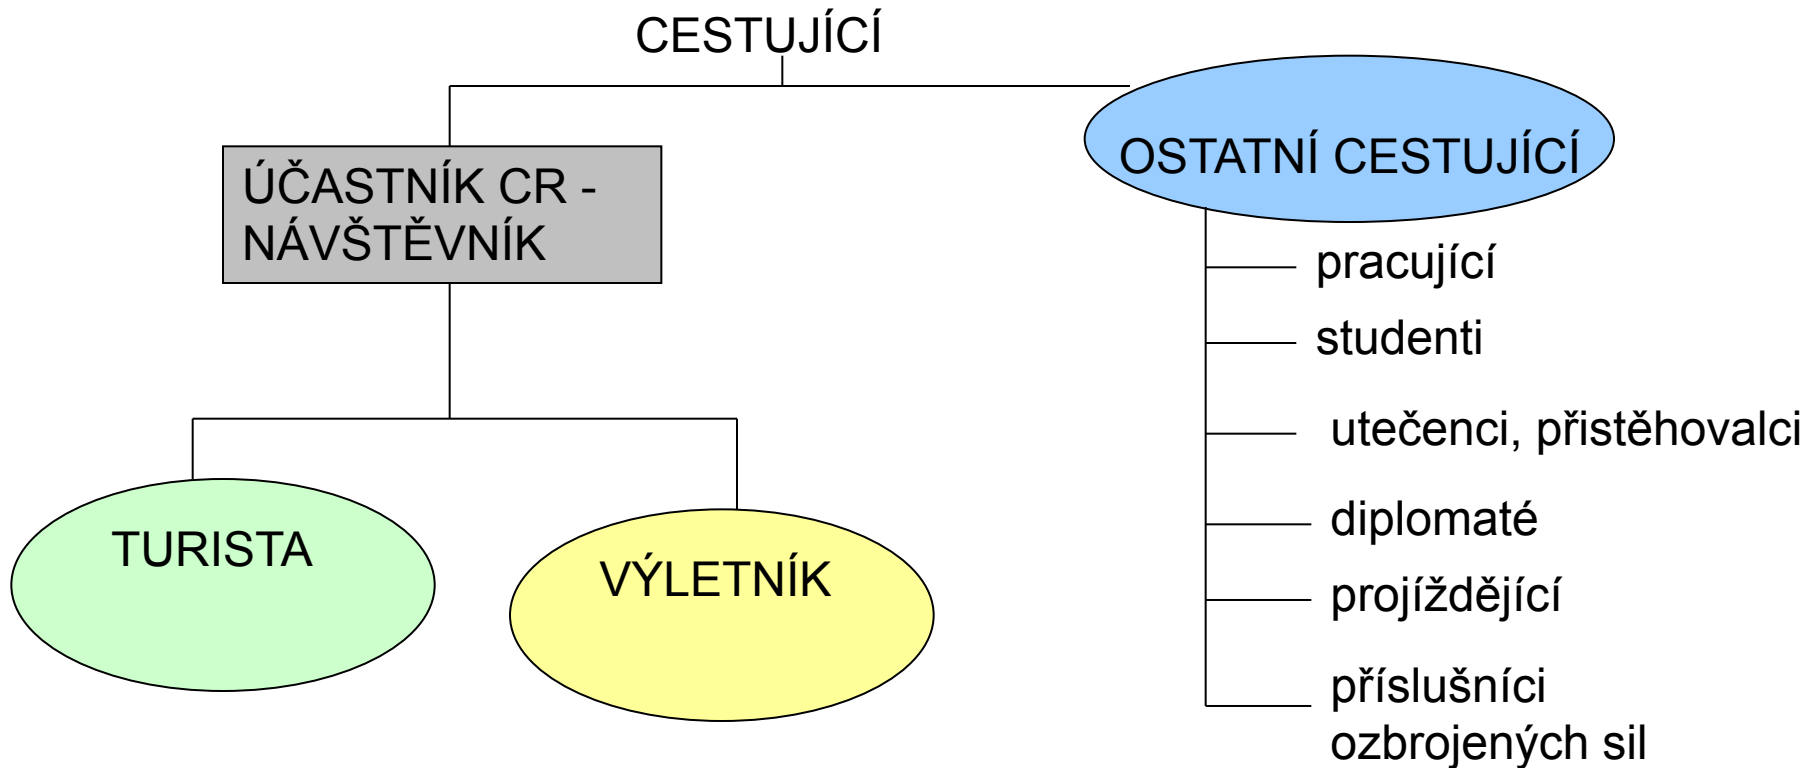 CESTUJÍCÍ
ÚČASTNÍK CR -
NÁVŠTĚVNÍK
OSTATNÍ CESTUJÍCÍ
pracující
studenti
utečenci, přistěhovalci
diplomaté
projíždějící
příslušníci
ozbrojených sil
TURISTA
VÝLETNÍK